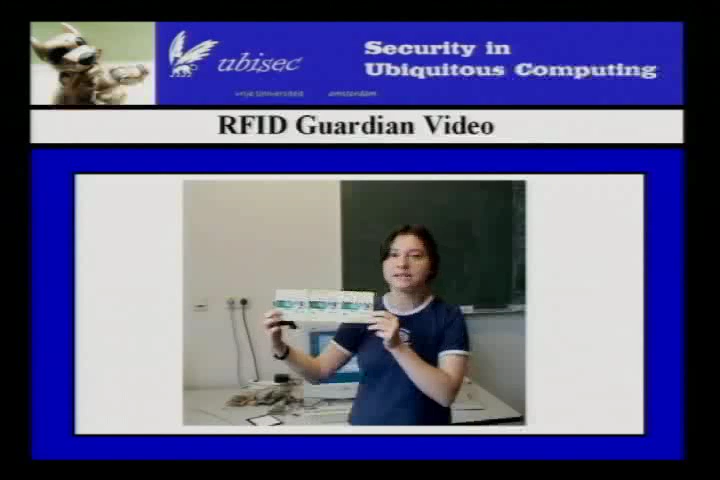 ubisec
vrije Universiteit amsterdam
Security in
Ubiquitous Computing
RFID Guardian Video